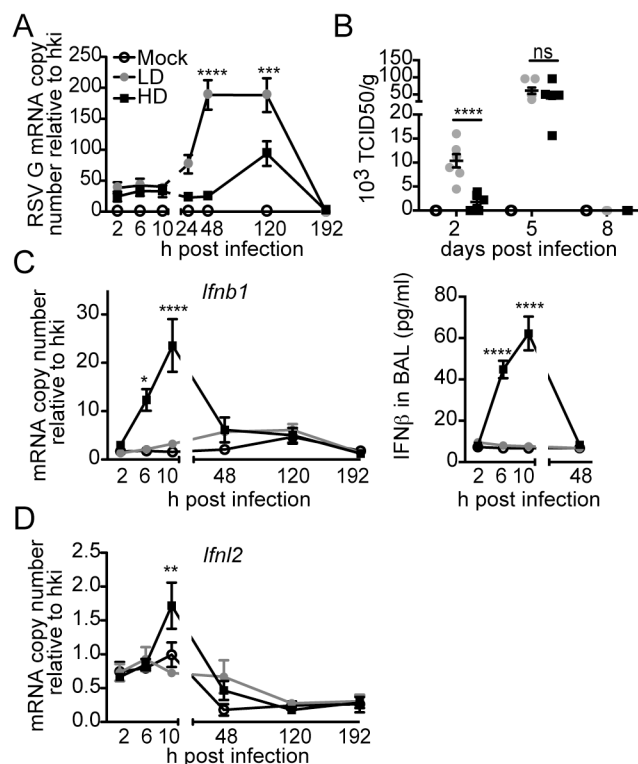 A
RSV G mRNA copy
number relative to hki
250
200
150
100
50
0
Mock
LD
HD
****
***
2 6 10 24 48 120 192
h post infection
B
10³ TCID50/g
100
50
20
15
10
5
0
****
ns
2 5 8
days post infection
C
Ifnb1
mRNA copy number
relative to hki
30
20
10
0
*
****
2 6 10 48 120 192
h post infection
IFNβ in BAL (pg/ml)
80
60
40
20
0
****
****
2 6 10 48
h post infection
D
Ifnl2
mRNA copy number
relative to hki
2.5
2.0
1.5
1.0
0.5
0.0
**
2 6 10 48 120 192
h post infection